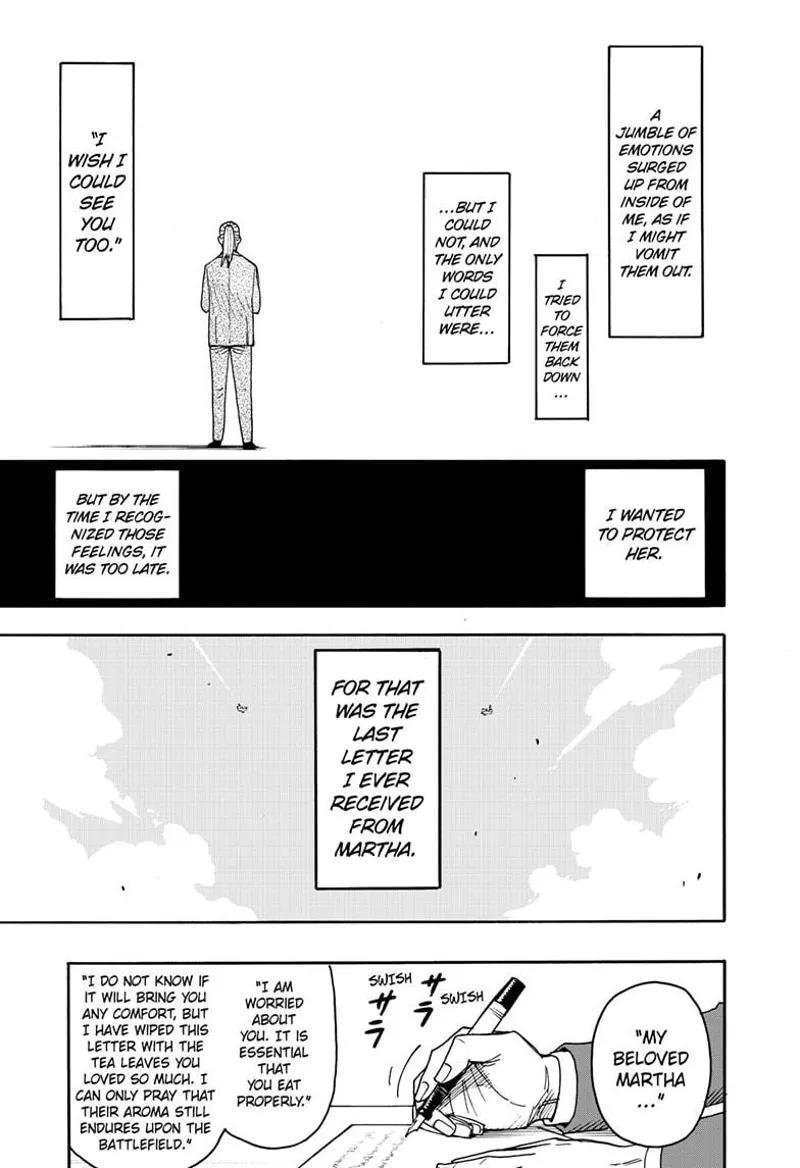 A
JUMBLE OF
EMOTIONS
SURGED
UP FROM
INSIDE OF
ME, AS IF
I MIGHT
VOMIT
THEM OUT.
I
TRIED
TO
FORCE
THEM
BACK
DOWN
...
...BUT I
COULD
NOT, AND
THE ONLY
WORDS
I COULD
UTTER
WERE...
"I
WISH I
COULD
SEE
YOU
TOO."
I WANTED
TO PROTECT
HER.
BUT BY THE
TIME I RECOG-
NIZED THOSE
FEELINGS, IT
WAS TOO LATE.
FOR THAT
WAS THE
LAST
LETTER
I EVER
RECEIVED
FROM
MARTHA.
"MY
BELOVED
MARTHA
..."
サラ
SWISH
サラ
SWISH
"I AM
WORRIED
ABOUT
YOU. IT IS
ESSENTIAL
THAT
YOU EAT
PROPERLY."
"I DO NOT KNOW IF
IT WILL BRING YOU
ANY COMFORT, BUT
I HAVE WIPED THIS
LETTER WITH THE
TEA LEAVES YOU
LOVED SO MUCH. I
CAN ONLY PRAY THAT
THEIR AROMA STILL
ENDURES UPON THE
BATTLEFIELD."